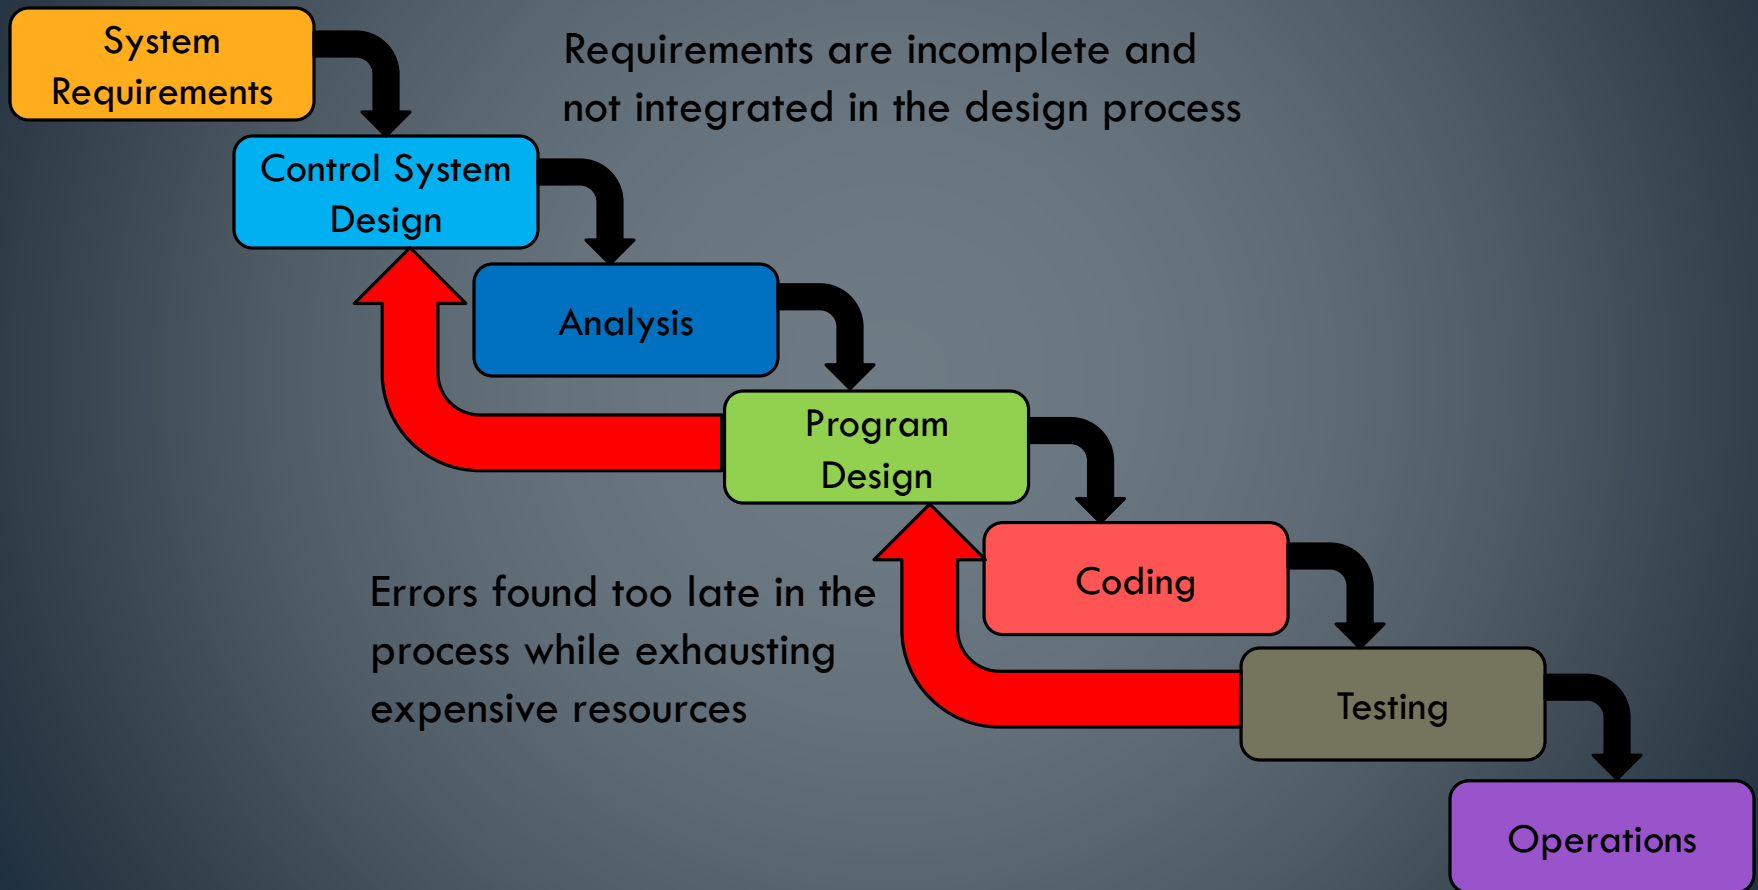 System
Requirements
Requirements are incomplete and
not integrated in the design process
Control System
Design
Analysis
Program
Design
Errors found too late in the
process while exhausting
expensive resources
Coding
Testing
Operations